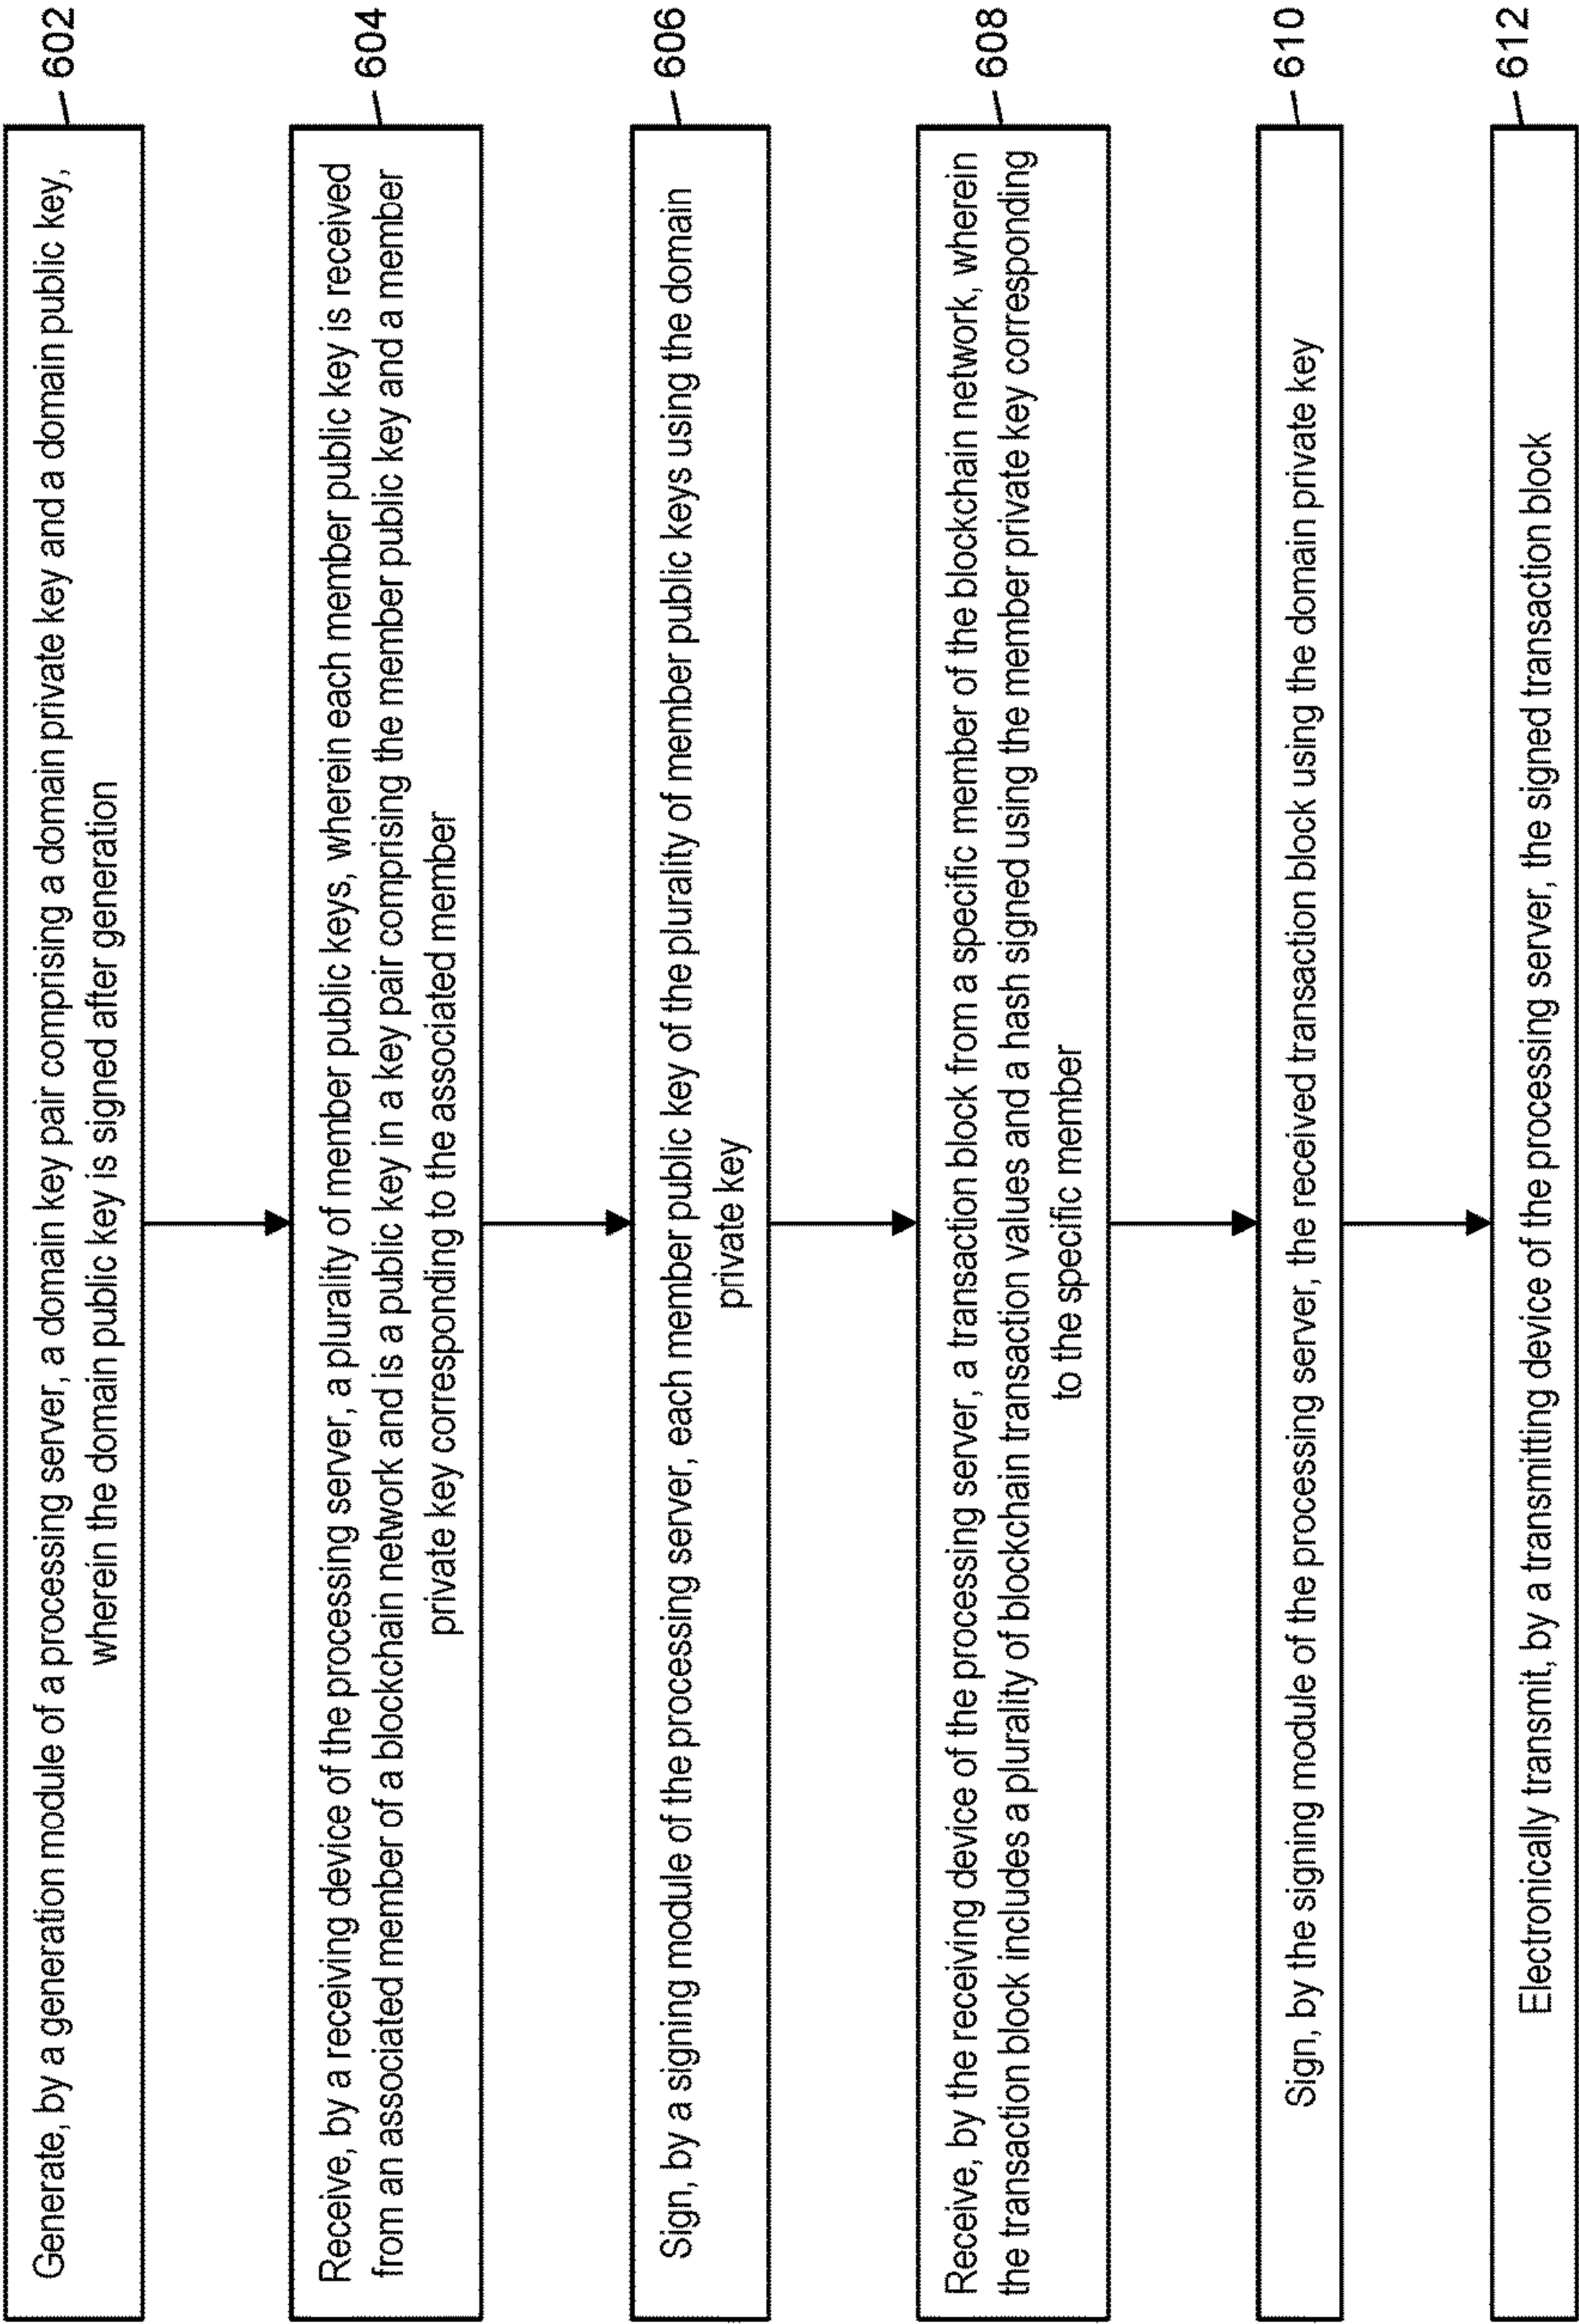 Generate, by a generation module of a processing server, a domain key pair comprising a domain private key and a domain public key,
wherein the domain public key is signed after generation
602
Receive, by a receiving device of the processing server, a plurality of member public keys, wherein each member public key is received
from an associated member of a blockchain network and is a public key in a key pair comprising the member public key and a member
private key corresponding to the associated member
604
Sign, by a signing module of the processing server, each member public key of the plurality of member public keys using the domain
private key
606
Receive, by the receiving device of the processing server, a transaction block from a specific member of the blockchain network, wherein
the transaction block includes a plurality of blockchain transaction values and a hash signed using the member private key corresponding
to the specific member
608
Sign, by the signing module of the processing server, the received transaction block using the domain private key
610
Electronically transmit, by a transmitting device of the processing server, the signed transaction block
612